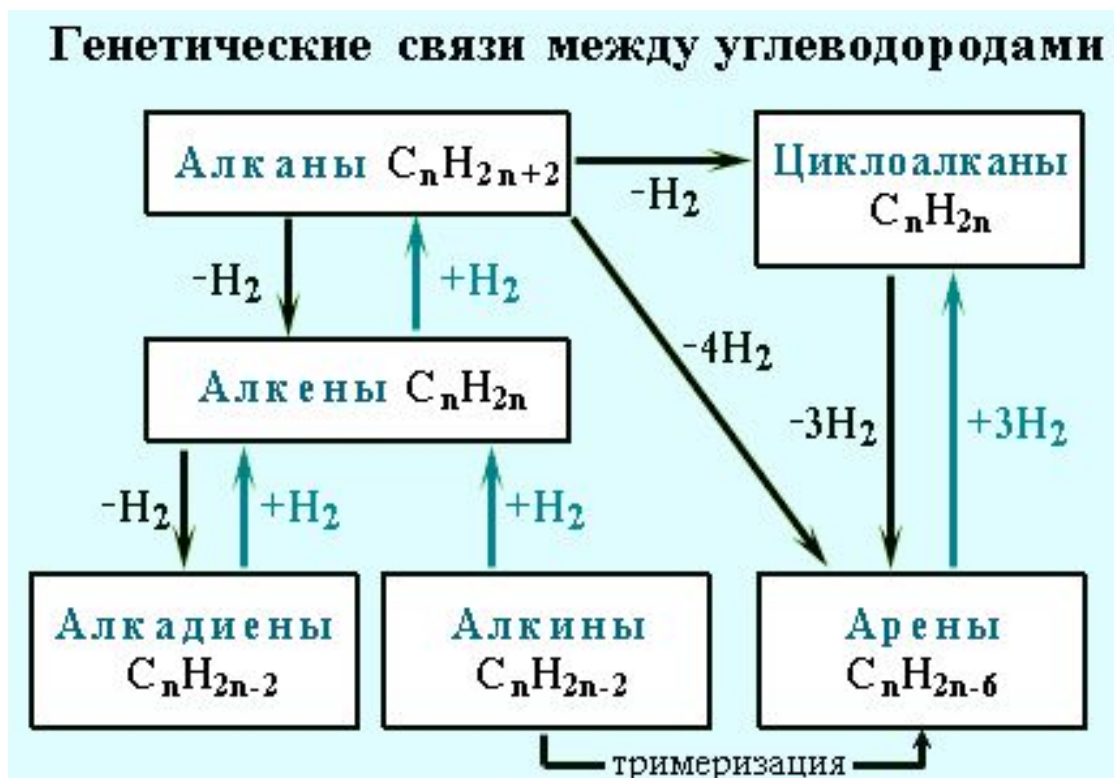 Генетические связи между углеводородами
Алканы CₙH₂ₙ₊₂
-H₂
Циклоалканы
CₙH₂ₙ
-H₂
+H₂
-4H₂
-3H₂
+3H₂
Алкены CₙH₂ₙ
-H₂
+H₂
+H₂
Алкадиены
CₙH₂ₙ₋₂
Алкины
CₙH₂ₙ₋₂
Арены
CₙH₂ₙ₋₆
тримеризация